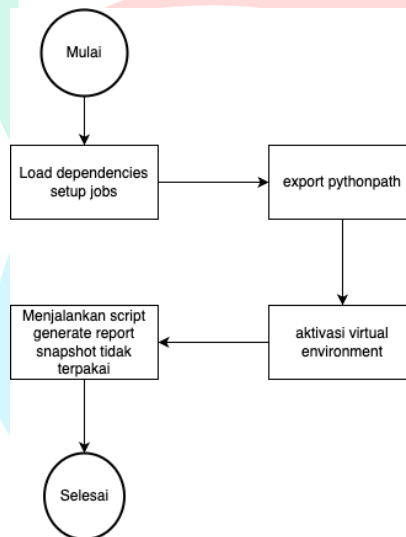 Mulai
Load dependencies
setup jobs
export pythonpath
aktivasi virtual
environment
Menjalankan script
generate report
snapshot tidak
terpakai
Selesai